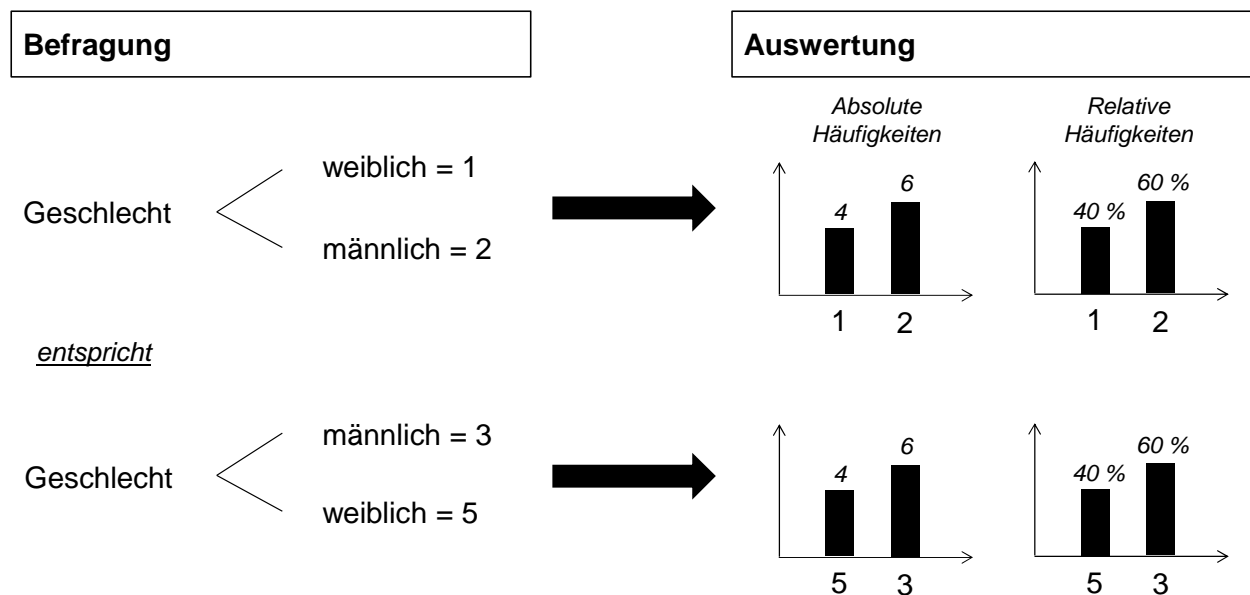 Befragung
Auswertung
Absolute
Häufigkeiten
Relative
Häufigkeiten
Geschlecht
weiblich = 1
männlich = 2
4
6
1
2
40 %
60 %
1
2
entspricht
Geschlecht
männlich = 3
weiblich = 5
4
6
5
3
40 %
60 %
5
3